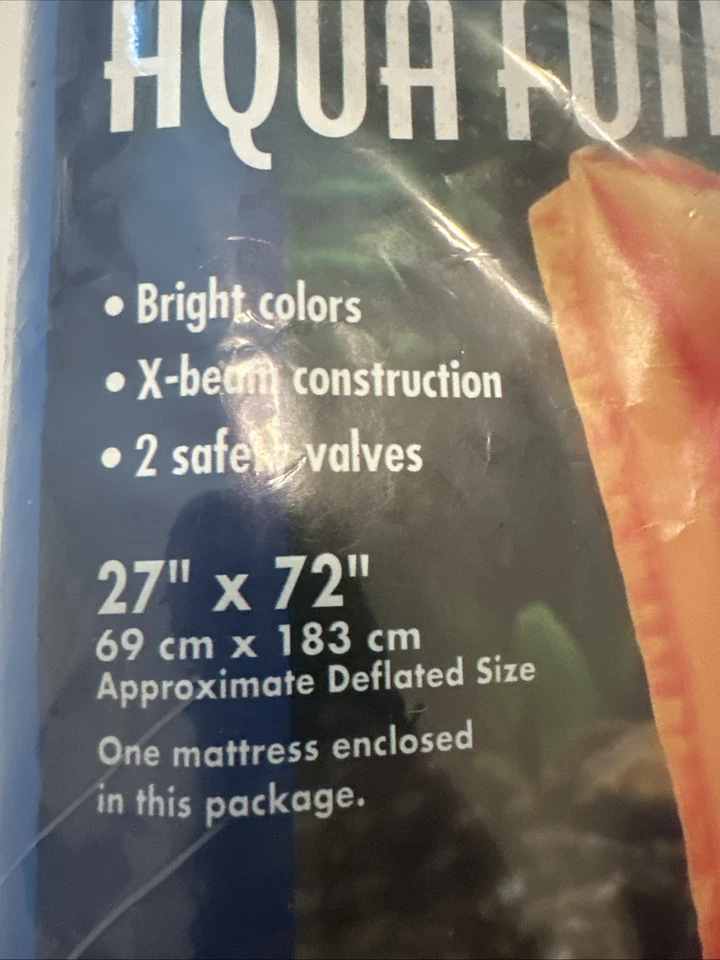 AQUA FUN
• Bright colors
• X-beam construction
• 2 safety valves
27" x 72"
69 cm x 183 cm
Approximate Deflated Size
One mattress enclosed
in this package.